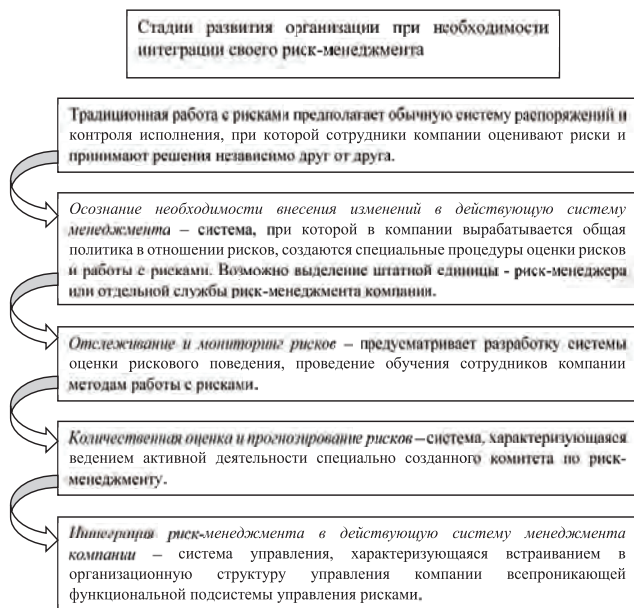 Стадии развития организации при необходимости
интеграции своего риск-менеджмента
Традиционная работа с рисками предполагает обычную систему распоряжений и
контроля исполнения, при которой сотрудники компании оценивают риски и
принимают решения независимо друг от друга.
Осознание необходимости внесения изменений в действующую систему
менеджмента – система, при которой в компании вырабатывается общая
политика в отношении рисков, создаются специальные процедуры оценки рисков
и работы с рисками. Возможно выделение штатной единицы - риск-менеджера
или отдельной службы риск-менеджмента компании.
Отслеживание и мониторинг рисков – предусматривает разработку системы
оценки рискового поведения, проведение обучения сотрудников компании
методам работы с рисками.
Количественная оценка и прогнозирование рисков – система, характеризующаяся
ведением активной деятельности специально созданного комитета по риск-
менеджменту.
Интеграция риск-менеджмента в действующую систему менеджмента
компании – система управления, характеризующаяся встраиванием в
организационную структуру управления компании всепроникающей
функциональной подсистемы управления рисками.